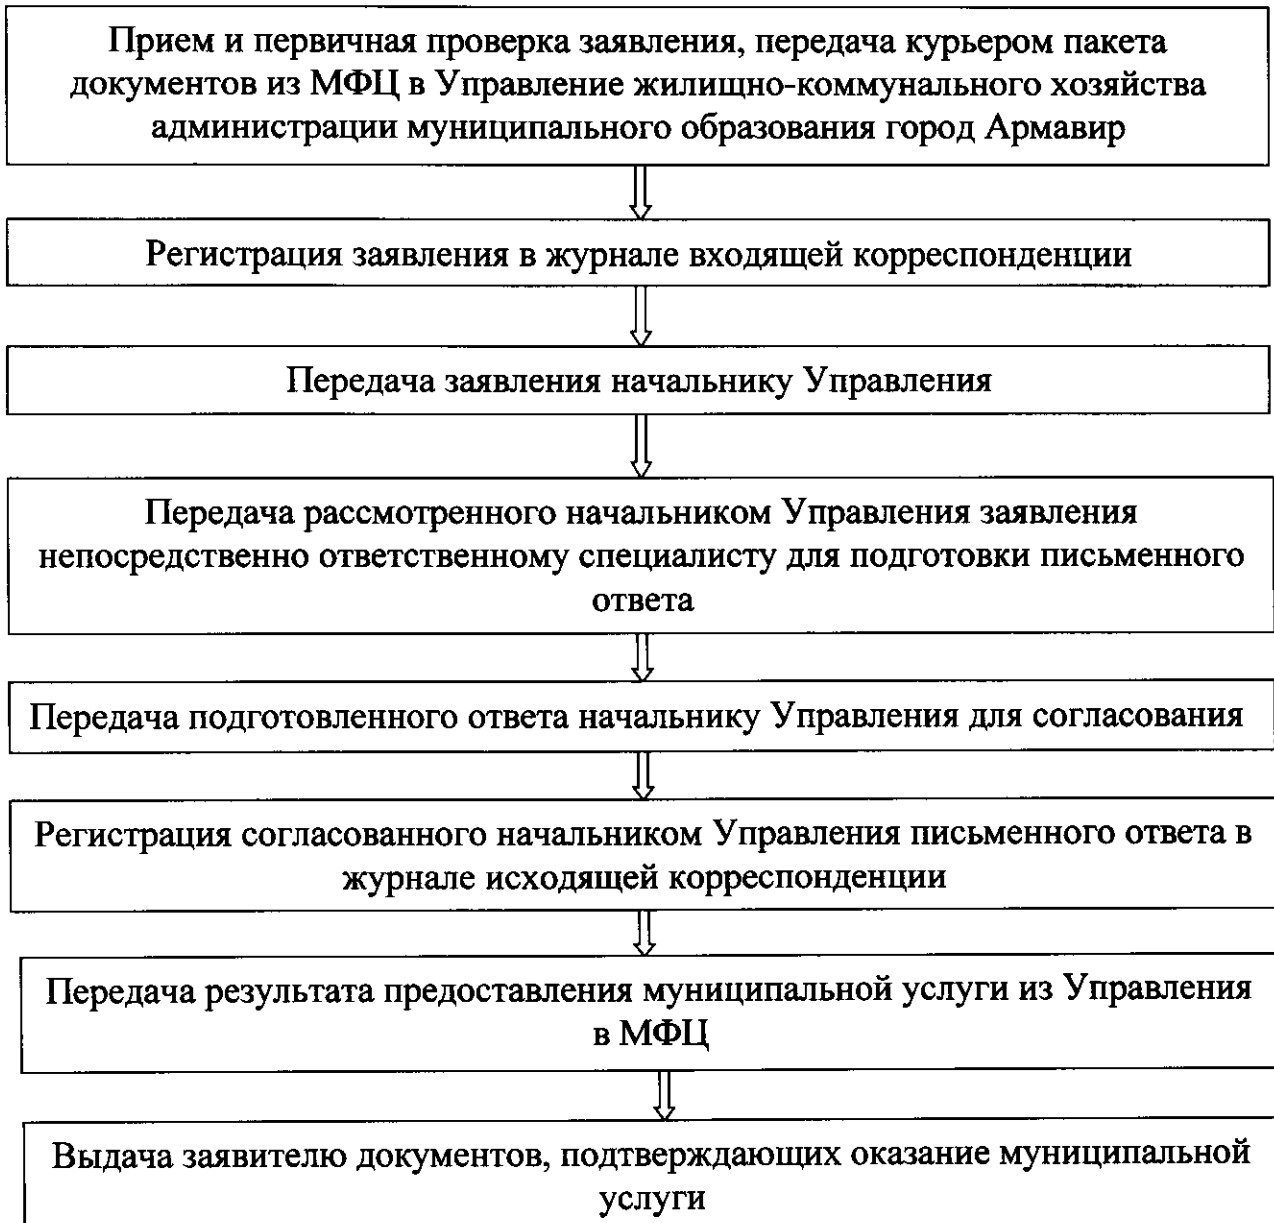 Прием и первичная проверка заявления, передача курьером пакета
документов из МФЦ в Управление жилищно-коммунального хозяйства
администрации муниципального образования город Армавир
Регистрация заявления в журнале входящей корреспонденции
Передача заявления начальнику Управления
Передача рассмотренного начальником Управления заявления
непосредственно ответственному специалисту для подготовки письменного
ответа
Передача подготовленного ответа начальнику Управления для согласования
Регистрация согласованного начальником Управления письменного ответа в
журнале исходящей корреспонденции
Передача результата предоставления муниципальной услуги из Управления
в МФЦ
Выдача заявителю документов, подтверждающих оказание муниципальной
услуги